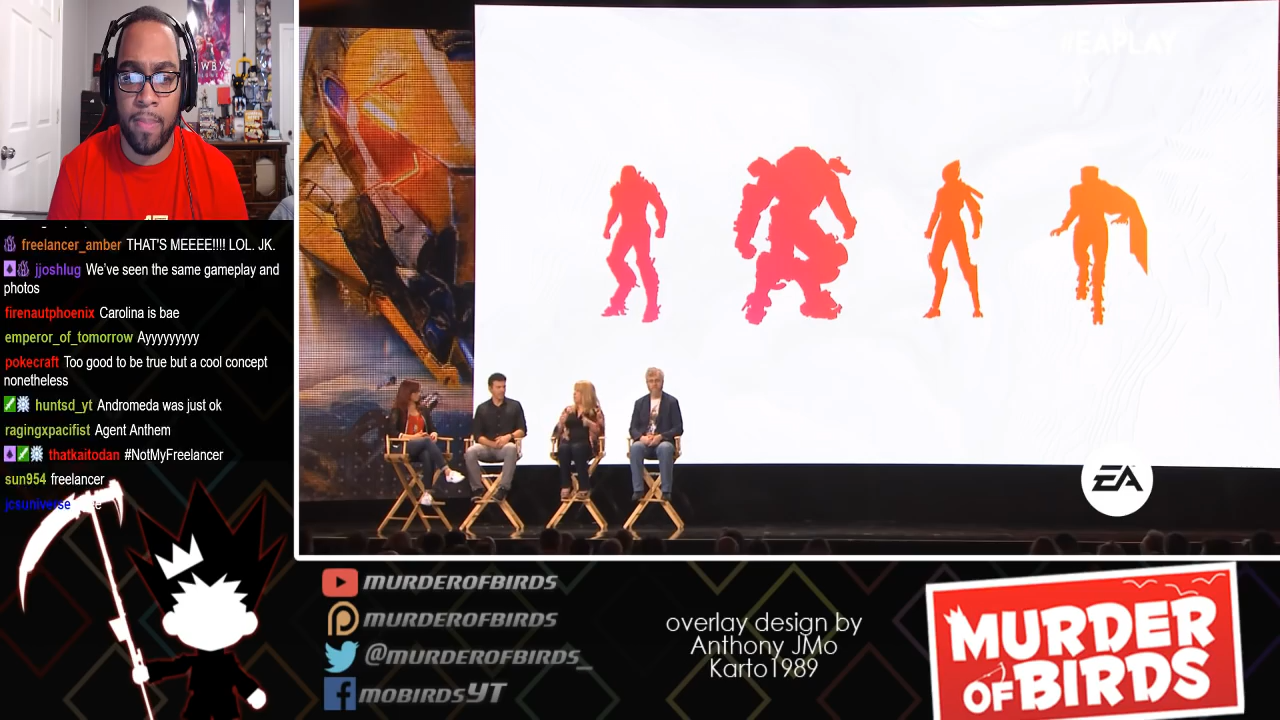 #EAPLAY
freelancer_amber THAT'S MEEEE!!!! LOL. JK.
jjoshlug We've seen the same gameplay and
photos
firenautphoenix Carolina is bae
emperor_of_tomorrow Ayyyyyyyyy
pokecraft Too good to be true but a cool concept
nonetheless
huntsd_yt Andromeda was just ok
ragingxpacifist Agent Anthem
thatkaitodan #NotMyFreelancer
sun954 freelancer
jcsuniverse
EA
MURDEROFBIRDS
MURDEROFBIRDS
@MURDEROFBIRDS_
MOBIRDSYT
overlay design by
Anthony JMo
Karto1989
MURDER
OF BIRDS